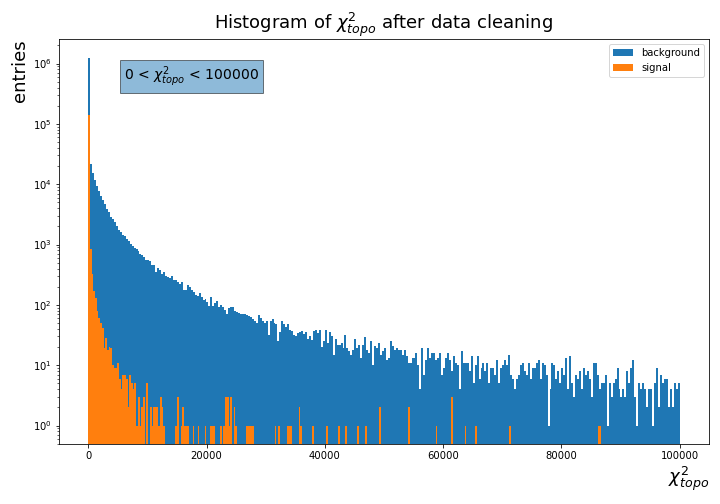 Histogram of χ²topo after data cleaning
entries
0 < χ²topo < 100000
background
signal
10⁶
10⁵
10⁴
10³
10²
10¹
10⁰
0 20000 40000 60000 80000 100000
χ²topo